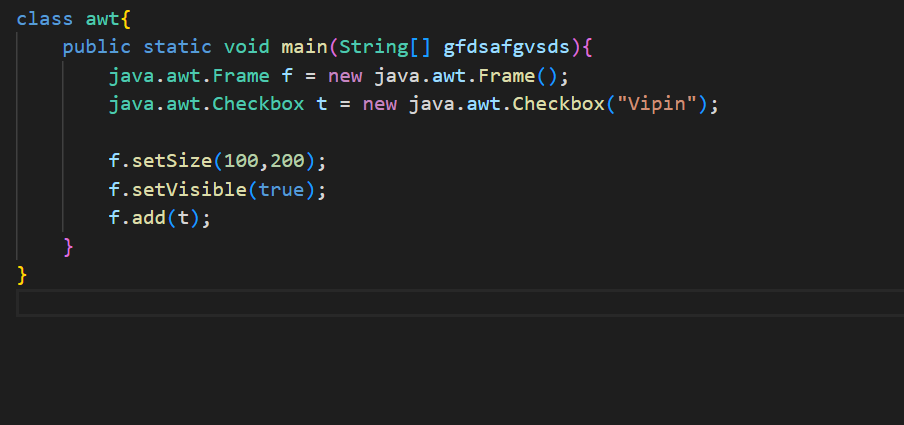 class awt{
    public static void main(String[] gfdsafgvsds){
        java.awt.Frame f = new java.awt.Frame();
        java.awt.Checkbox t = new java.awt.Checkbox("Vipin");

        f.setSize(100,200);
        f.setVisible(true);
        f.add(t);
    }
}